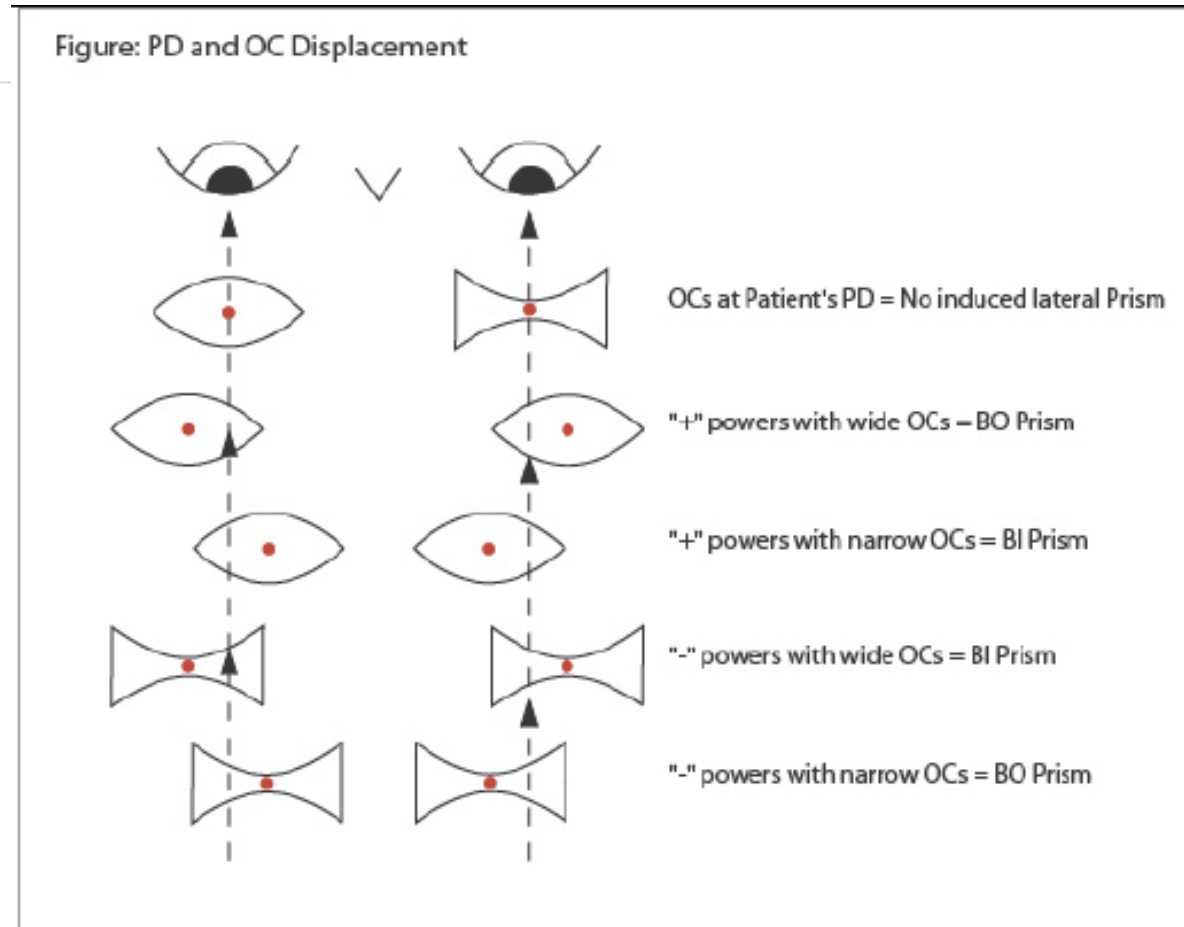 Figure: PD and OC Displacement
OCs at Patient's PD = No induced lateral Prism
"+" powers with wide OCs – BO Prism
"+" powers with narrow OCs = BI Prism
"-" powers with wide OCs = BI Prism
"-" powers with narrow OCs = BO Prism